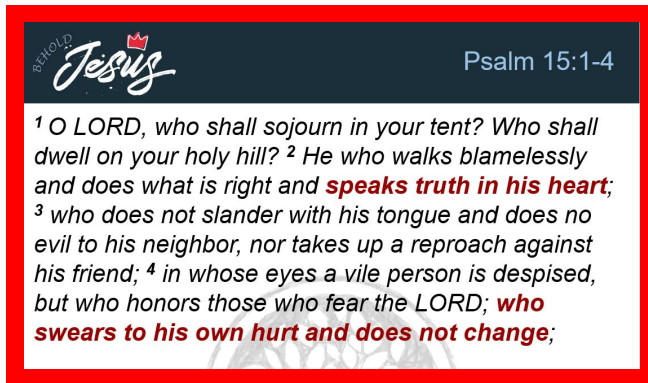 BEHOLD
Jesus
Psalm 15:1-4
1 O LORD, who shall sojourn in your tent? Who shall
dwell on your holy hill? 2 He who walks blamelessly
and does what is right and speaks truth in his heart;
3 who does not slander with his tongue and does no
evil to his neighbor, nor takes up a reproach against
his friend; 4 in whose eyes a vile person is despised,
but who honors those who fear the LORD; who
swears to his own hurt and does not change;